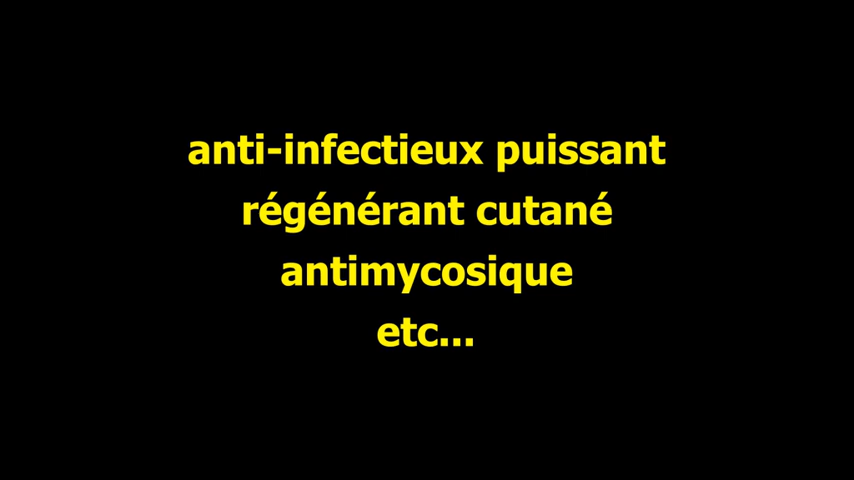 anti-infectieux puissant
régénérant cutané
antimycosique
etc...